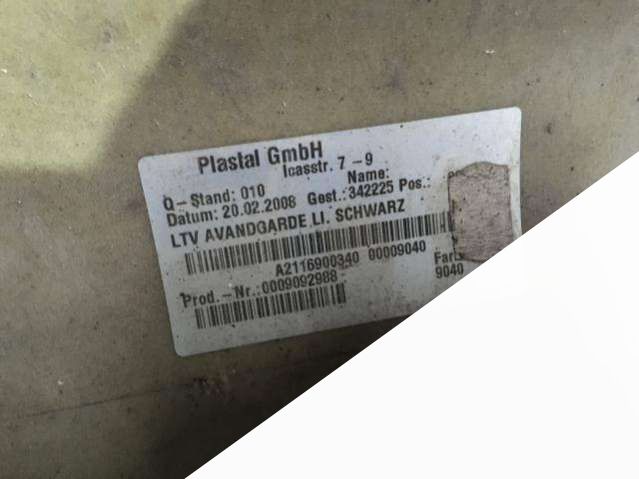 Plastal GmbH
Icasstr. 7 - 9
Q-Stand: 010 Name:
Datum: 20.02.2008 Gest.: 342225 Pos.:
LTV AVANDGARDE LI. SCHWARZ
A2116900340 00009040
Prod.-Nr.:0009092988
9040